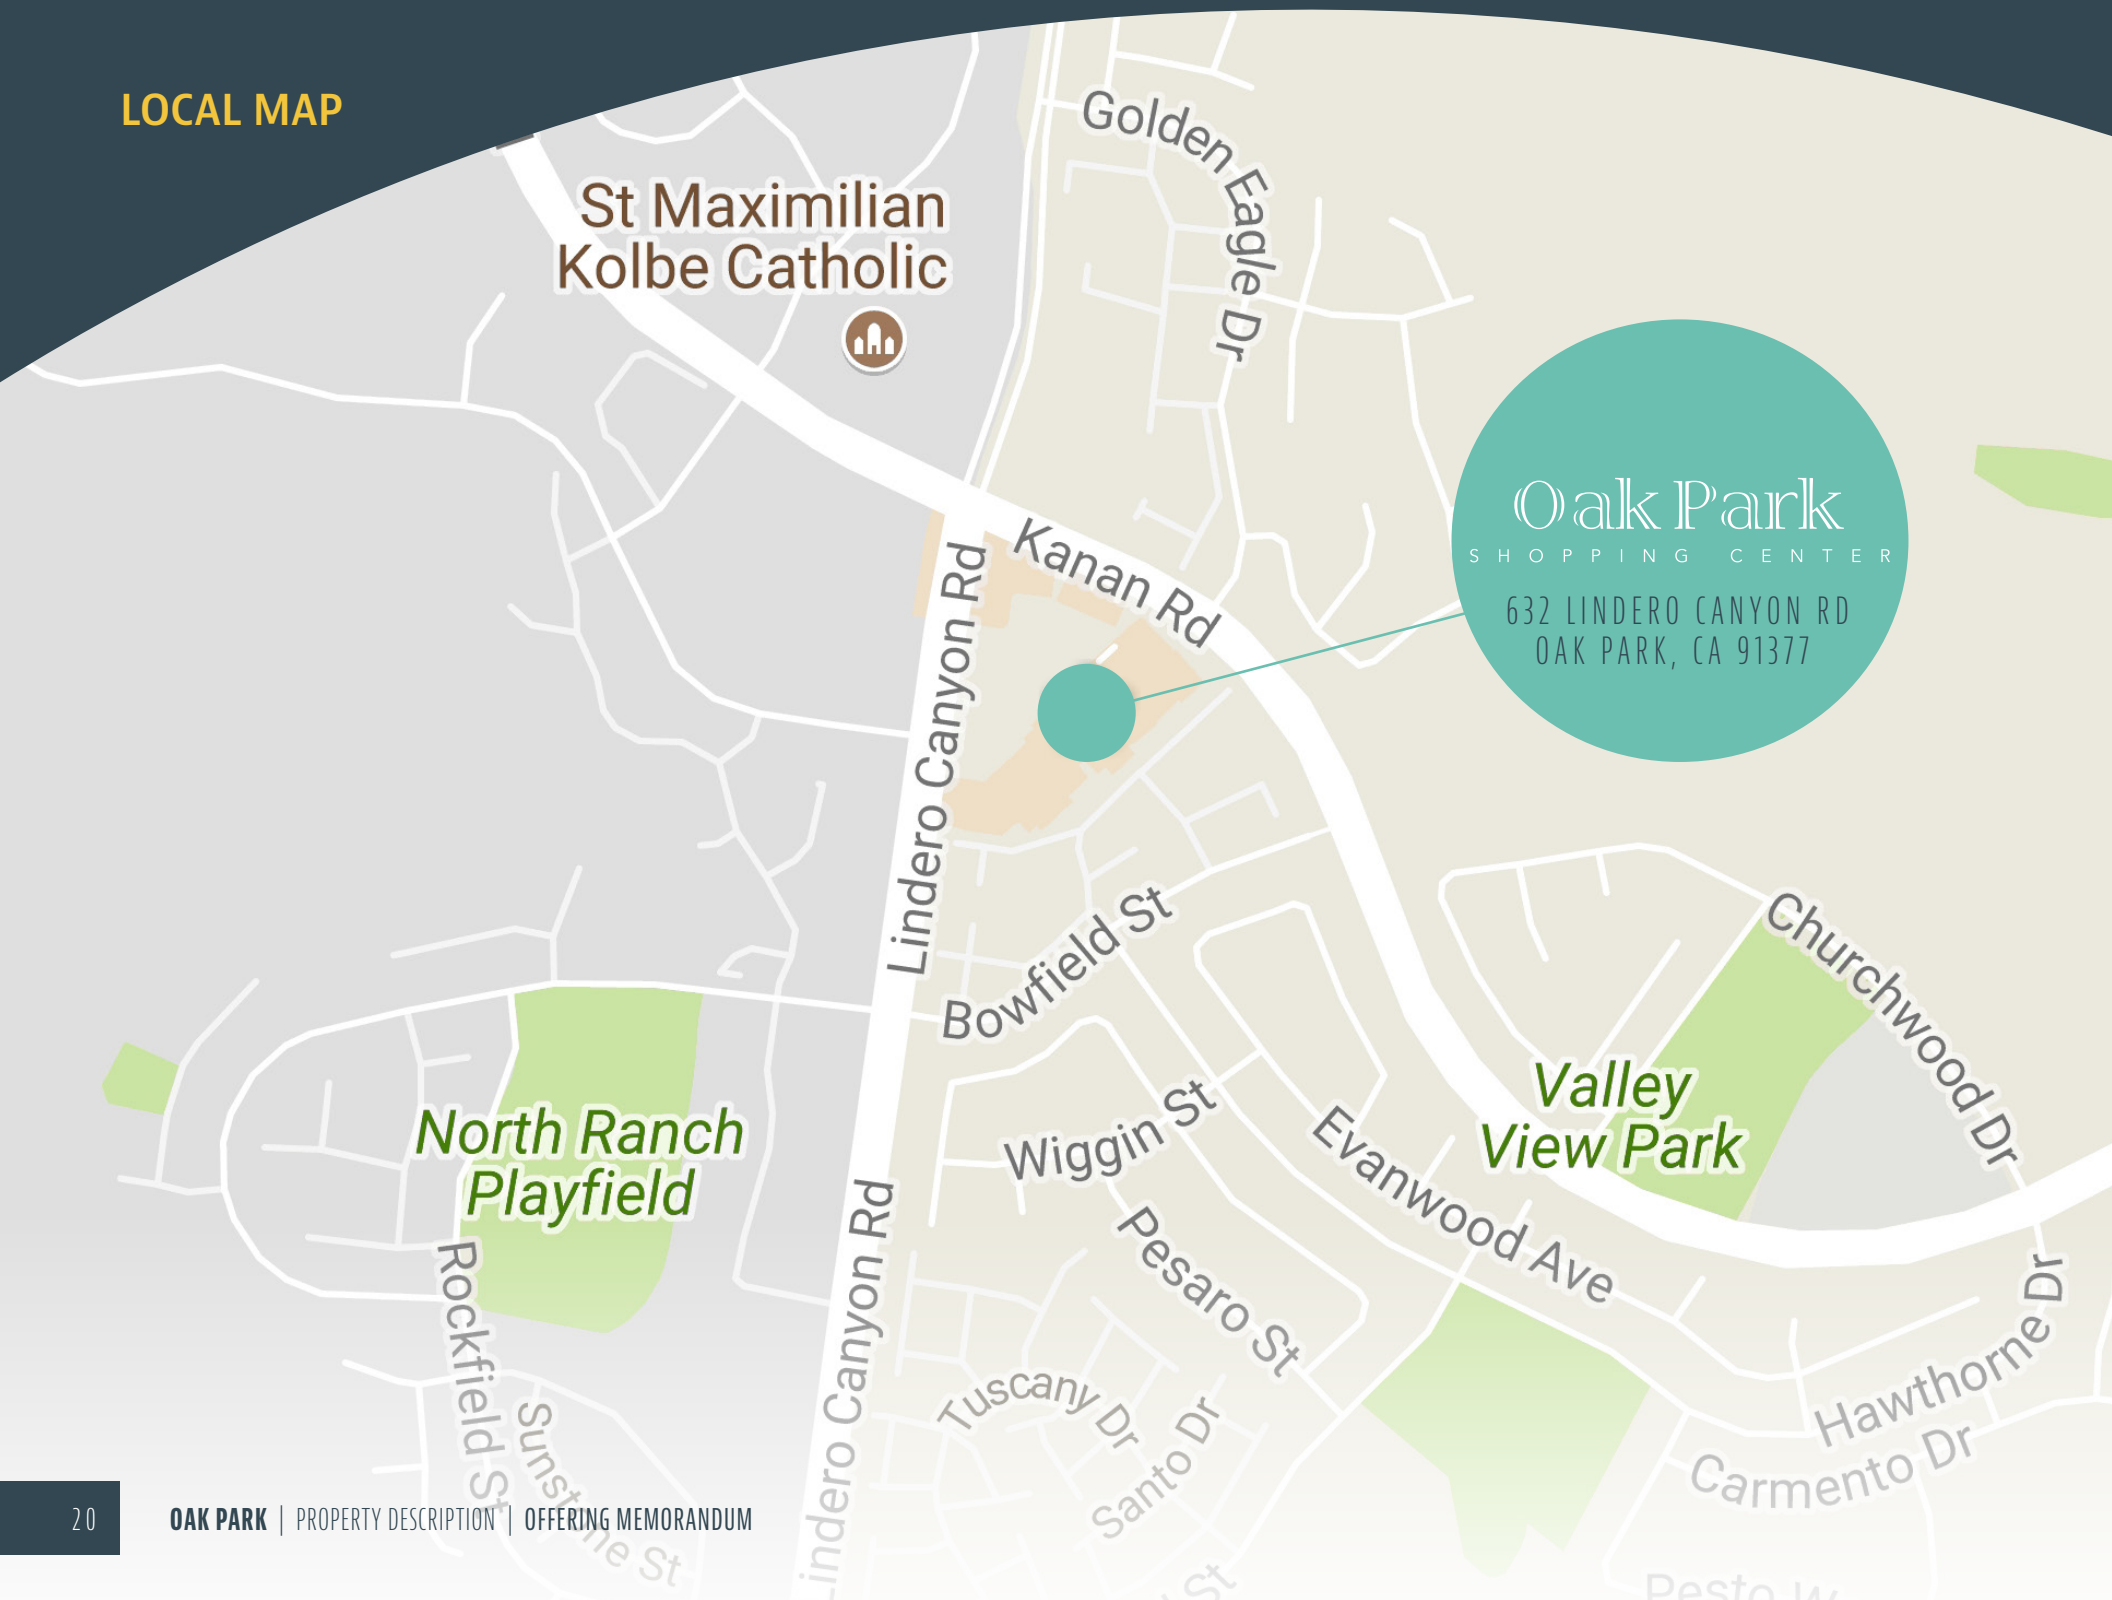 LOCAL MAP
Golden Eagle Dr
St Maximilian
Kolbe Catholic
Oak Park
SHOPPING CENTER
632 LINDERO CANYON RD
OAK PARK, CA 91377
Kanan Rd
Lindero Canyon Rd
Bowfield St
Churchwood Dr
Valley
View Park
North Ranch
Playfield
Wiggin St
Evanwood Ave
Pesaro St
Lindero Canyon Rd
Rockfield St
Hawthorne Dr
Tuscany Dr
Santo Dr
Carmento Dr
St
St
20
OAK PARK | PROPERTY DESCRIPTION | OFFERING MEMORANDUM